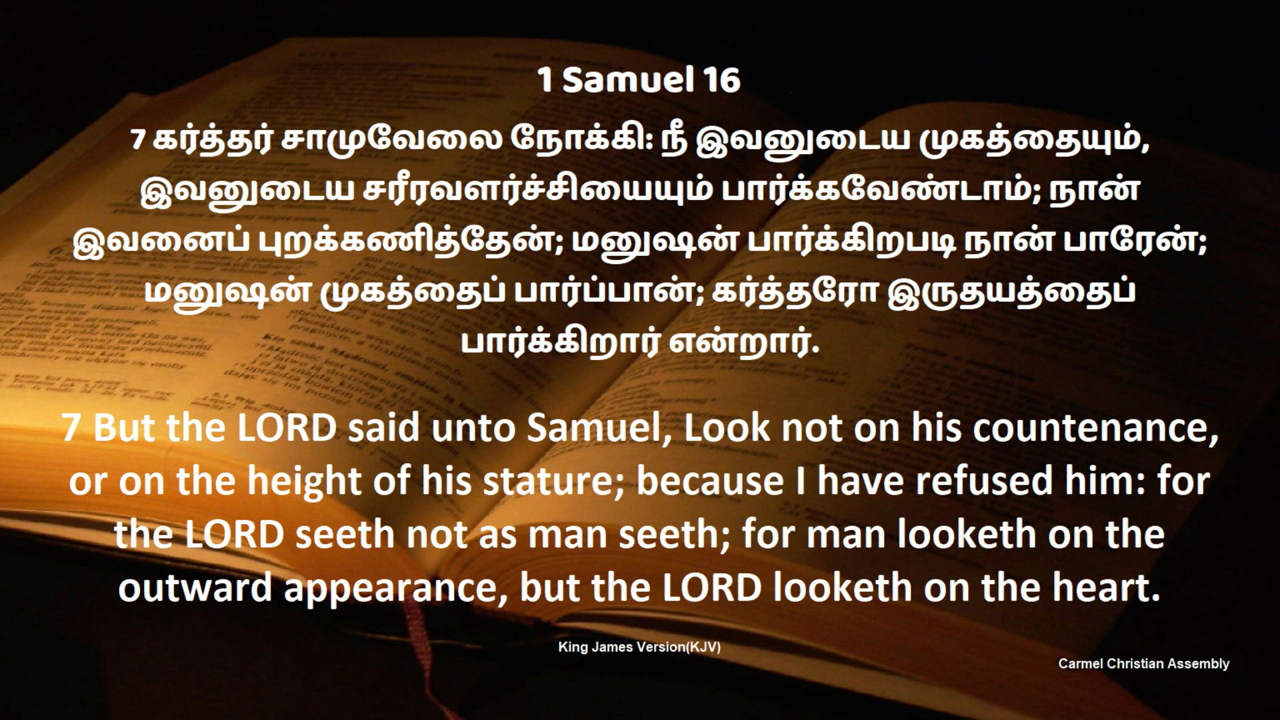 1 Samuel 16
7 கர்த்தர் சாமுவேலை நோக்கி: நீ இவனுடைய முகத்தையும்,
இவனுடைய சரீரவளர்ச்சியையும் பார்க்கவேண்டாம்; நான்
இவனைப் புறக்கணித்தேன்; மனுஷன் பார்க்கிறபடி நான் பாரேன்;
மனுஷன் முகத்தைப் பார்ப்பான்; கர்த்தரோ இருதயத்தைப்
பார்க்கிறார் என்றார்.
7 But the LORD said unto Samuel, Look not on his countenance,
or on the height of his stature; because I have refused him: for
the LORD seeth not as man seeth; for man looketh on the
outward appearance, but the LORD looketh on the heart.
King James Version(KJV)
Carmel Christian Assembly